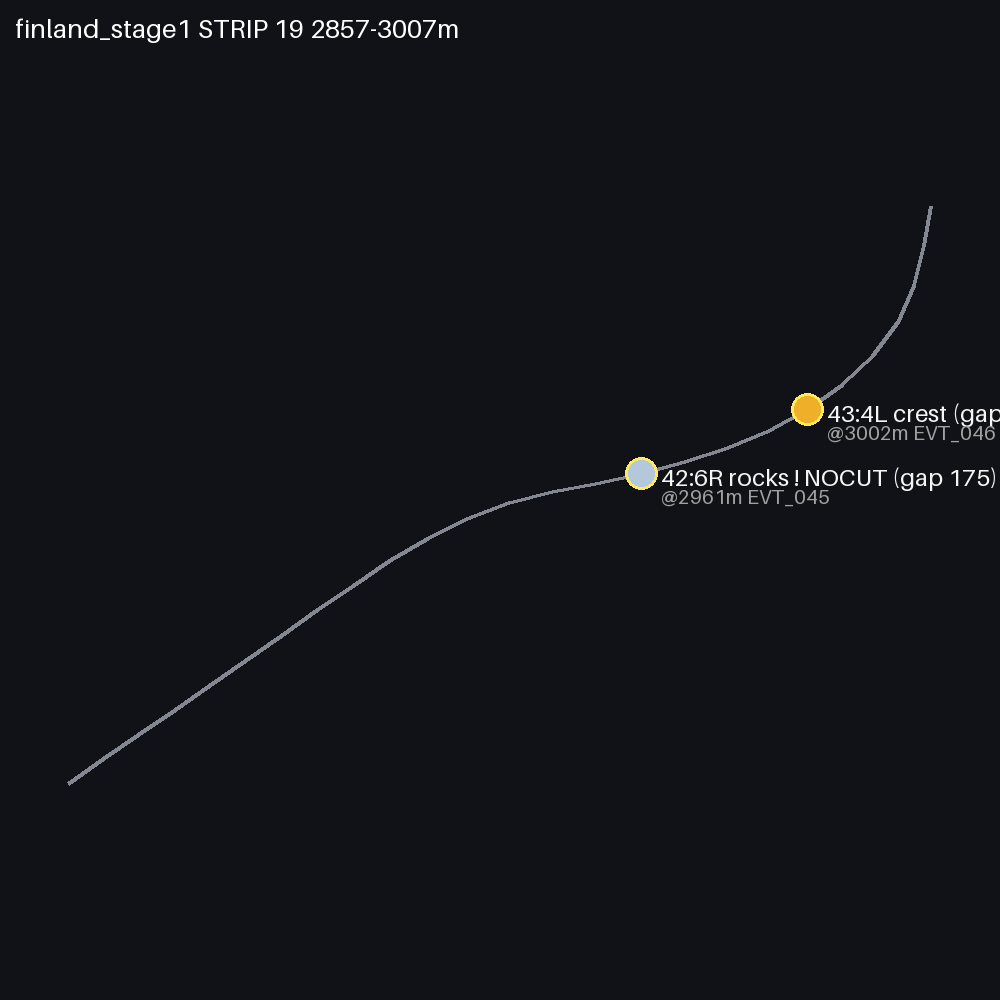 finland_stage1 STRIP 19 2857-3007m
43:4L crest (gap
@3002m EVT_046
42:6R rocks ! NOCUT (gap 175)
@2961m EVT_045